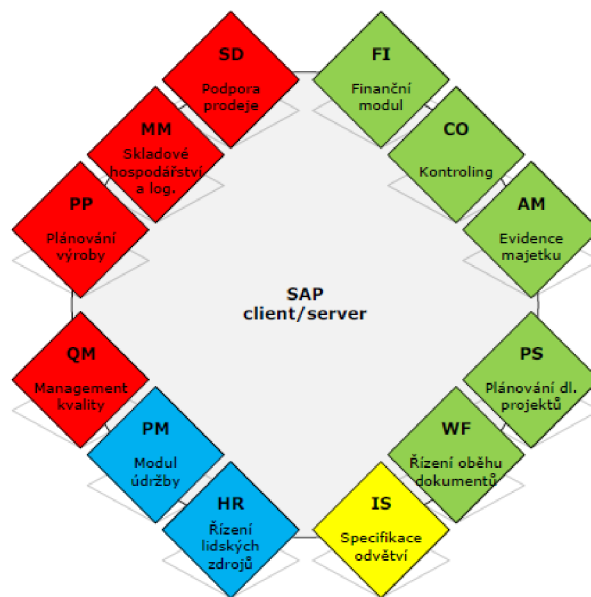 SD
Podpora
prodeje
FI
Finanční
modul
MM
Skladové
hospodářství
a log.
CO
Kontroling
PP
Plánování
výroby
AM
Evidence
majetku
SAP
client/server
QM
Management
kvality
PS
Plánování dl.
projektů
PM
Modul
údržby
WF
Řízení oběhu
dokumentů
HR
Řízení
lidských
zdrojů
IS
Specifikace
odvětví